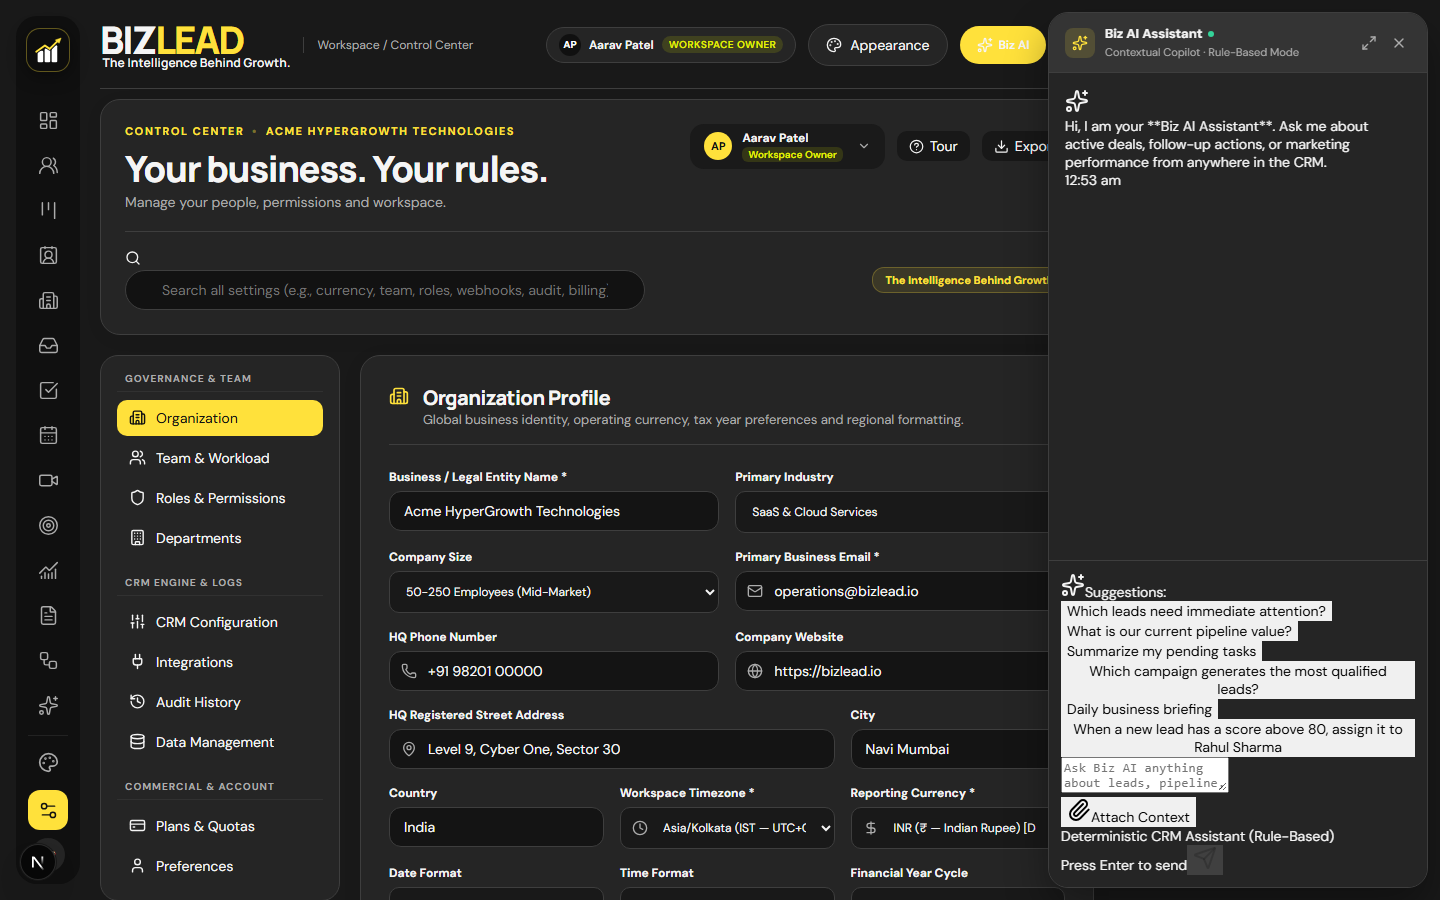 BIZLEAD
The Intelligence Behind Growth.
Workspace / Control Center
AP Aarav Patel WORKSPACE OWNER
Appearance
Biz AI
CONTROL CENTER • ACME HYPERGROWTH TECHNOLOGIES
Your business. Your rules.
Manage your people, permissions and workspace.
AP
Aarav Patel
Workspace Owner
Tour
Expo
Search all settings (e.g., currency, team, roles, webhooks, audit, billing)
The Intelligence Behind Growt
GOVERNANCE & TEAM
Organization
Team & Workload
Roles & Permissions
Departments
CRM ENGINE & LOGS
CRM Configuration
Integrations
Audit History
Data Management
COMMERCIAL & ACCOUNT
Plans & Quotas
Preferences
N
Organization Profile
Global business identity, operating currency, tax year preferences and regional formatting.
Business / Legal Entity Name *
Acme HyperGrowth Technologies
Primary Industry
SaaS & Cloud Services
Company Size
50-250 Employees (Mid-Market)
Primary Business Email *
operations@bizlead.io
HQ Phone Number
+91 98201 00000
Company Website
https://bizlead.io
HQ Registered Street Address
Level 9, Cyber One, Sector 30
City
Navi Mumbai
Country
India
Workspace Timezone *
Asia/Kolkata (IST — UTC+
Reporting Currency *
INR (₹ — Indian Rupee) [D
Date Format
Time Format
Financial Year Cycle
Biz AI Assistant
Contextual Copilot · Rule-Based Mode
Hi, I am your **Biz AI Assistant**. Ask me about
active deals, follow-up actions, or marketing
performance from anywhere in the CRM.
12:53 am
Suggestions:
Which leads need immediate attention?
What is our current pipeline value?
Summarize my pending tasks
Which campaign generates the most qualified
leads?
Daily business briefing
When a new lead has a score above 80, assign it to
Rahul Sharma
Ask Biz AI anything
about leads, pipeline,
Attach Context
Deterministic CRM Assistant (Rule-Based)
Press Enter to send